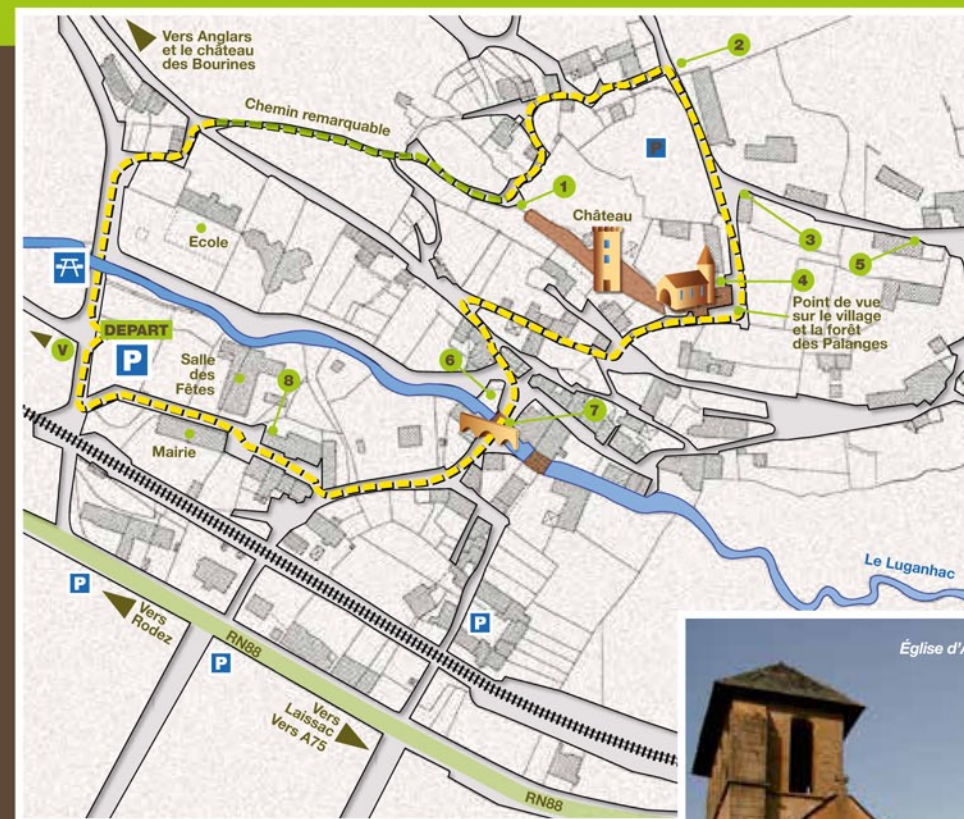 Vers Anglars
et le château
des Bourines
2
Chemin remarquable
P
1
Ecole
Château
3
5
4
Point de vue
sur le village
et la forêt
des Palanges
DEPART
P
V
Salle
des
Fêtes
8
6
7
Mairie
Le Luganhac
P
Vers
Rodez
RN88
P
P
Vers
Laissac
Vers A75
RN88
Église d'A